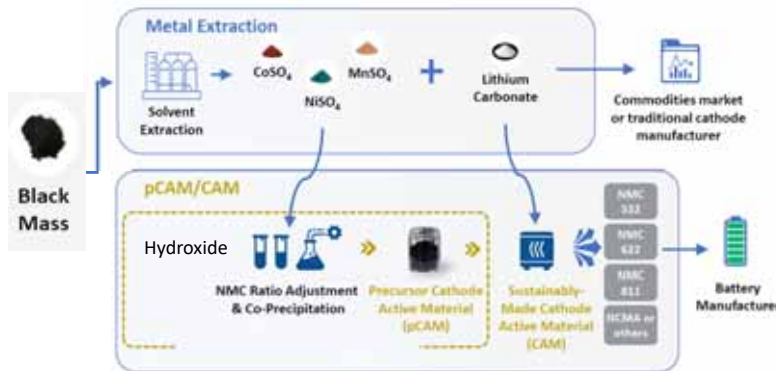 Metal Extraction
Solvent
Extraction
CoSO₄
NiSO₄
MnSO₄
+
Lithium
Carbonate
Commodities market
or traditional cathode
manufacturer
Black
Mass
pCAM/CAM
Hydroxide
NMC Ratio Adjustment
& Co-Precipitation
Precursor Cathode
Active Material
(pCAM)
Sustainably-
Made Cathode
Active Material
(CAM)
NMC
NMC
622
NMC
811
NCMA or
others
Battery
Manufacturer